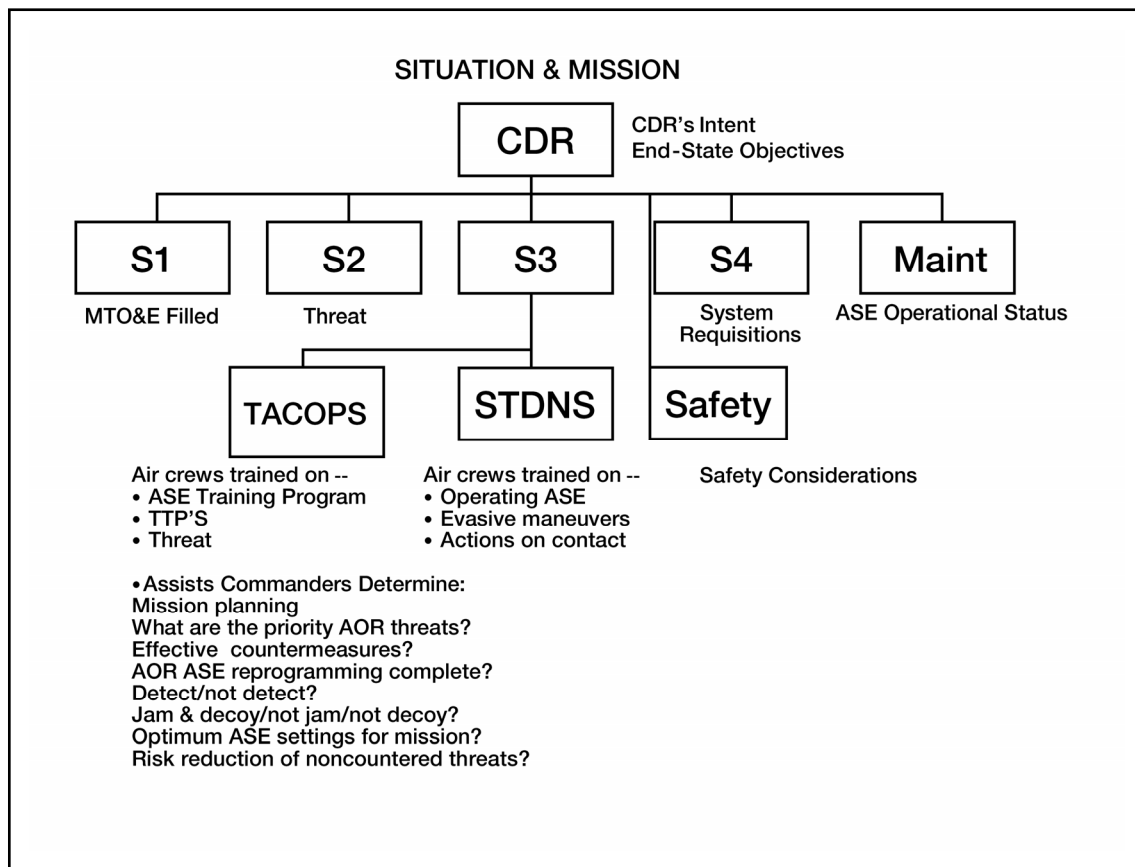 SITUATION & MISSION
CDR
CDR's Intent
End-State Objectives
S1
S2
S3
S4
Maint
MTO&E Filled
Threat
System
Requisitions
ASE Operational Status
TACOPS
STDNS
Safety
Air crews trained on --
• ASE Training Program
• TTP'S
• Threat
Air crews trained on --
• Operating ASE
• Evasive maneuvers
• Actions on contact
Safety Considerations
• Assists Commanders Determine:
Mission planning
What are the priority AOR threats?
Effective countermeasures?
AOR ASE reprogramming complete?
Detect/not detect?
Jam & decoy/not jam/not decoy?
Optimum ASE settings for mission?
Risk reduction of noncountered threats?